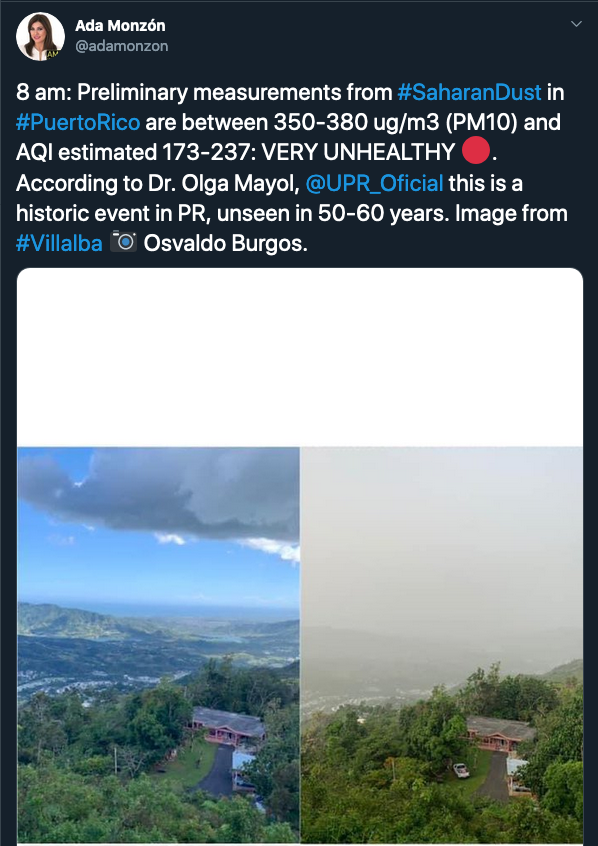 Ada Monzón
@adamonzon
8 am: Preliminary measurements from #SaharanDust in
#PuertoRico are between 350-380 ug/m3 (PM10) and
AQI estimated 173-237: VERY UNHEALTHY 🔴.
According to Dr. Olga Mayol, @UPR_Oficial this is a
historic event in PR, unseen in 50-60 years. Image from
#Villalba 📸 Osvaldo Burgos.